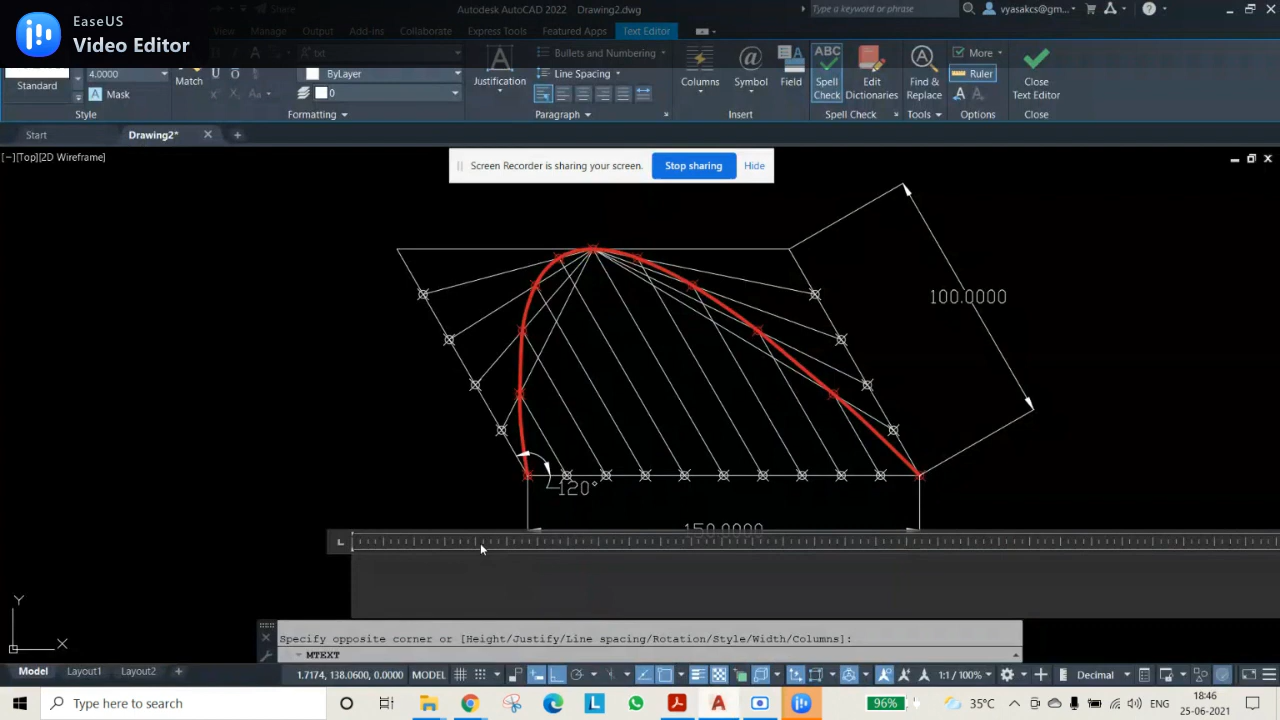 EaseUS
Video Editor
Share
Autodesk AutoCAD 2022 Drawing2.dwg
Type a keyword or phrase
vyasakcs@gm...
View Manage Output Add-ins Collaborate Express Tools Featured Apps Text Editor
txt
Bullets and Numbering
ABC
More
4.0000
Match
ByLayer
Justification
Line Spacing
Columns
Symbol
Field
Spell
Check
Edit
Dictionaries
Find &
Replace
Ruler
Close
Text Editor
Standard
Mask
0
Style
Formatting
Paragraph
Insert
Spell Check
Tools
Options
Close
Start
Drawing2*
[−][Top][2D Wireframe]
Screen Recorder is sharing your screen.
Stop sharing
Hide
100.0000
120°
150.0000
Y
X
Specify opposite corner or [Height/Justify/Line spacing/Rotation/Style/Width/Columns]:
MTEXT
Model
Layout1
Layout2
1.7174, 138.0600, 0.0000
MODEL
1:1 / 100%
Decimal
Type here to search
96%
35°C
ENG
18:46
25-06-2021